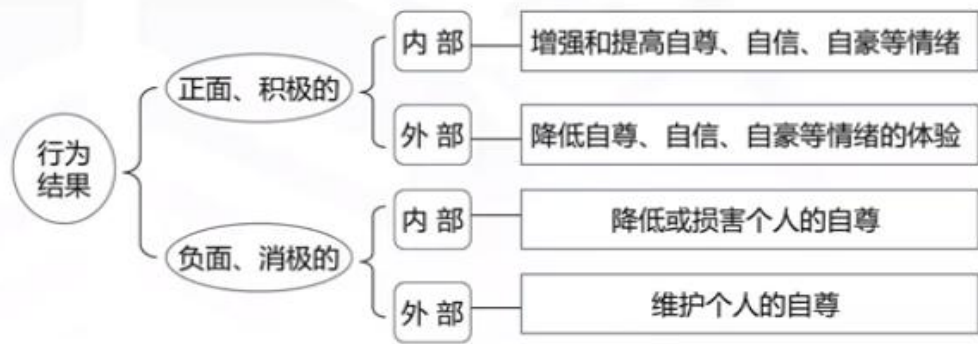 行为
结果
正面、积极的
内部
增强和提高自尊、自信、自豪等情绪
外部
降低自尊、自信、自豪等情绪的体验
负面、消极的
内部
降低或损害个人的自尊
外部
维护个人的自尊